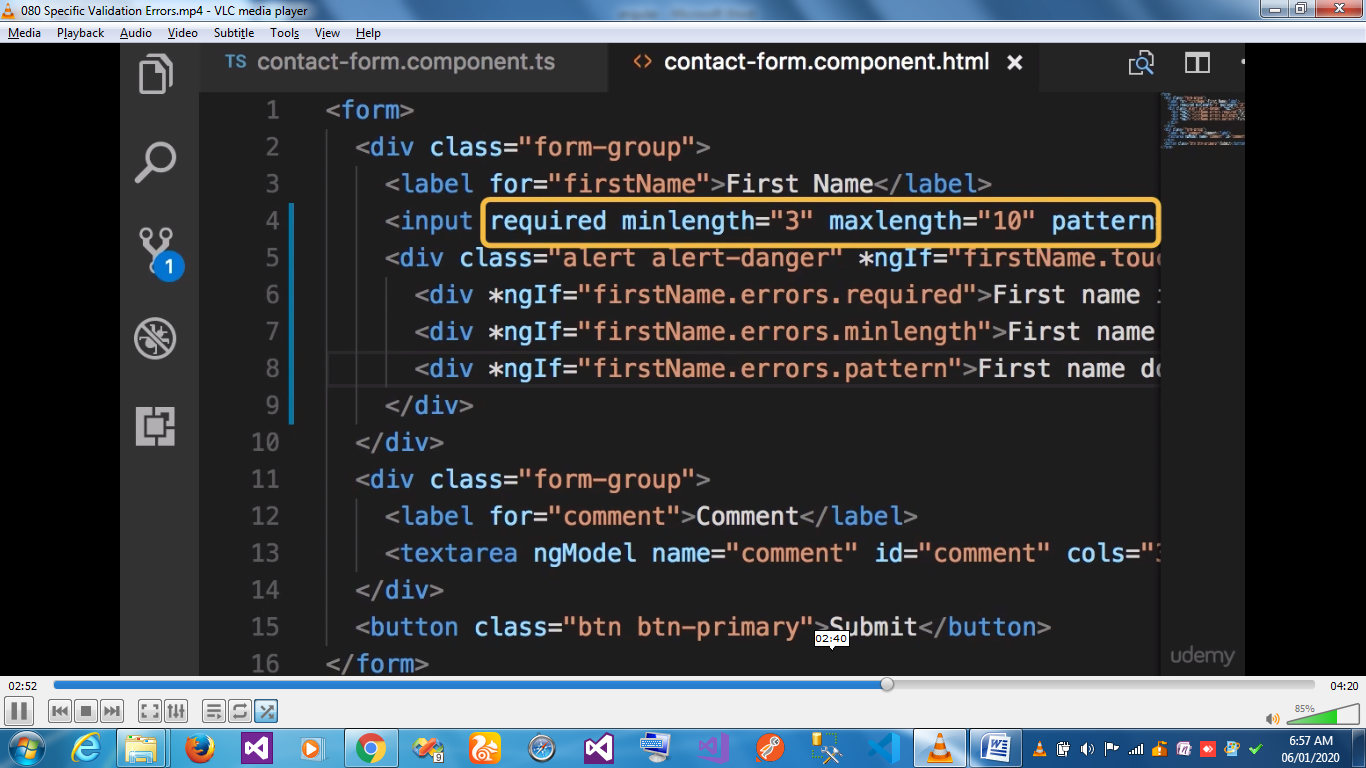 080 Specific Validation Errors.mp4 - VLC media player
Media Playback Audio Video Subtitle Tools View Help
TS contact-form.component.ts <> contact-form.component.html ×
1 <form>
2 <div class="form-group">
3 <label for="firstName">First Name</label>
4 <input required minlength="3" maxlength="10" pattern
5 <div class="alert alert-danger" *ngIf="firstName.touc
6 <div *ngIf="firstName.errors.required">First name
7 <div *ngIf="firstName.errors.minlength">First name
8 <div *ngIf="firstName.errors.pattern">First name do
9 </div>
10 </div>
11 <div class="form-group">
12 <label for="comment">Comment</label>
13 <textarea ngModel name="comment" id="comment" cols="3
14 </div>
15 <button class="btn btn-primary">Submit</button>
16 </form>
1
02:40
udemy
02:52 04:20
85%
6:57 AM
06/01/2020